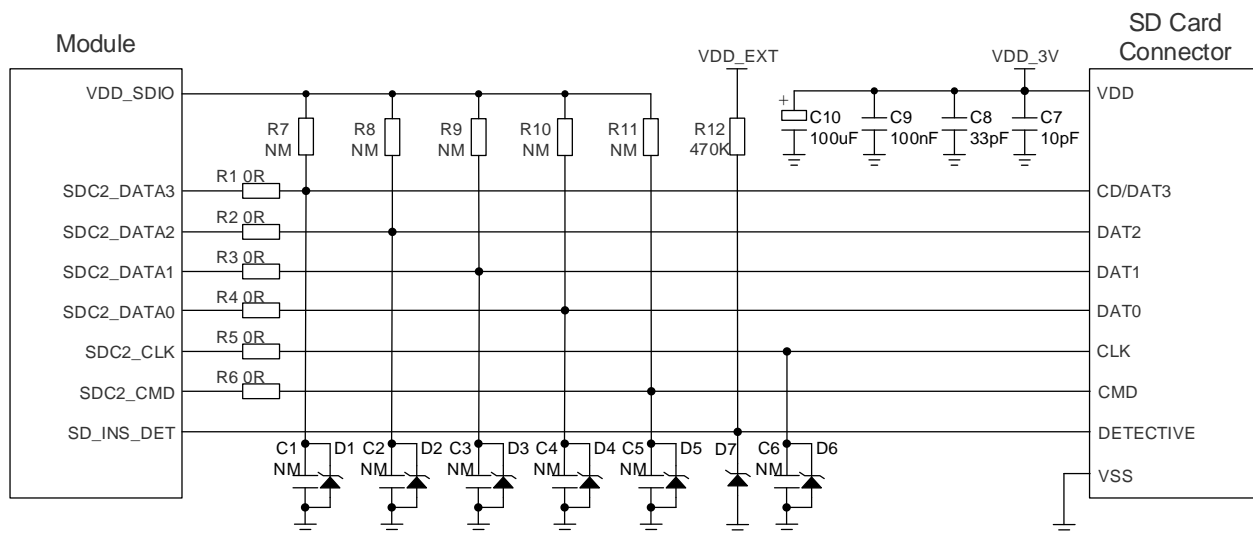 Module
SD Card
Connector
VDD_EXT
VDD_3V
VDD_SDIO
VDD
+
R7
NM
R8
NM
R9
NM
R10
NM
R11
NM
R12
470K
C10
100uF
C9
100nF
C8
33pF
C7
10pF
SDC2_DATA3
R1 0R
CD/DAT3
SDC2_DATA2
R2 0R
DAT2
SDC2_DATA1
R3 0R
DAT1
SDC2_DATA0
R4 0R
DAT0
SDC2_CLK
R5 0R
CLK
SDC2_CMD
R6 0R
CMD
SD_INS_DET
DETECTIVE
C1
NM
D1
C2
NM
D2
C3
NM
D3
C4
NM
D4
C5
NM
D5
D7
C6
NM
D6
VSS